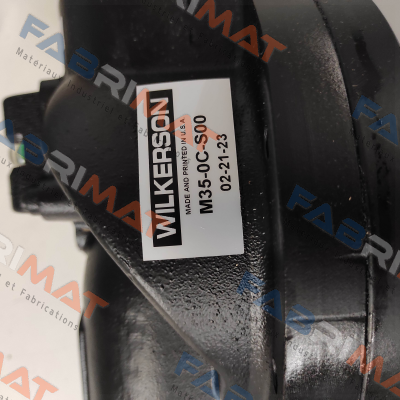 WILKERSON
MADE AND PRINTED IN U.S.A
M35-0C-S00
02-21-23
FABRIMAT
FABRIMAT
FABRIMAT
FABRIMAT